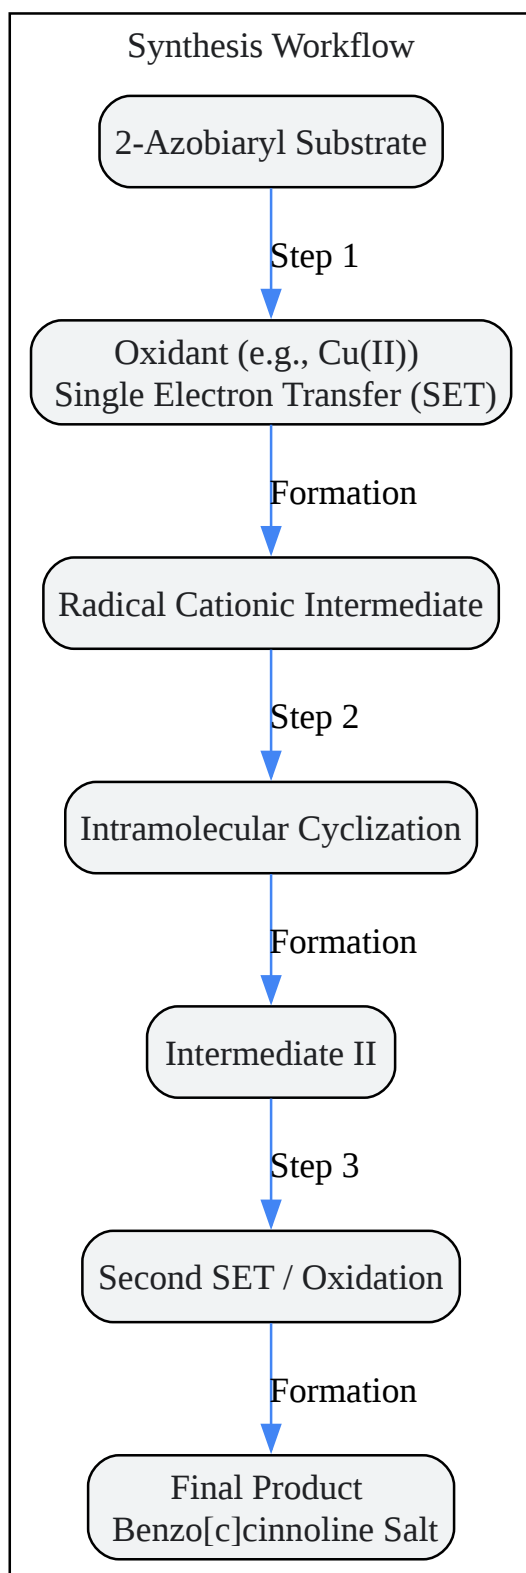 Synthesis Workflow
2-Azobiaryl Substrate
Step 1
Oxidant (e.g., Cu(II))
Single Electron Transfer (SET)
Formation
Radical Cationic Intermediate
Step 2
Intramolecular Cyclization
Formation
Intermediate II
Step 3
Second SET / Oxidation
Formation
Final Product
Benzo[c]cinnoline Salt